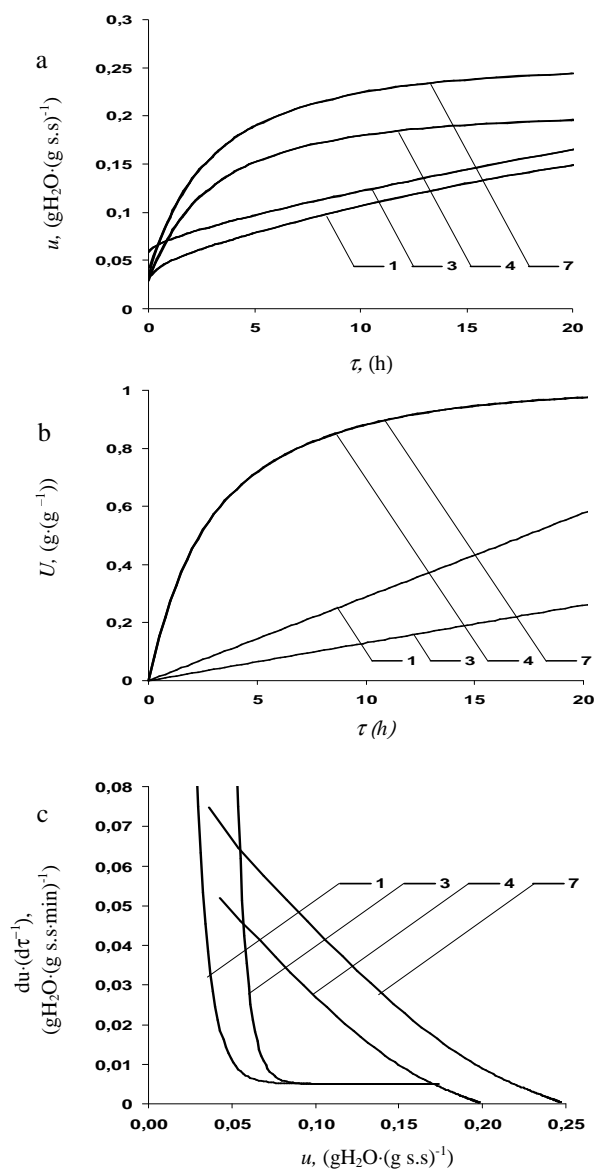 a
u, (gH₂O·(g s.s)⁻¹)
0,3
0,25
0,2
0,15
0,1
0,05
0
1 3 4 7
0 5 10 15 20
τ, (h)
b
U, (g·(g⁻¹))
1
0,8
0,6
0,4
0,2
0
1 3 4 7
0 5 10 15 20
τ (h)
c
du·(dτ⁻¹),
(gH₂O·(g s.s·min)⁻¹)
0,08
0,07
0,06
0,05
0,04
0,03
0,02
0,01
0
1 3 4 7
0,00 0,05 0,10 0,15 0,20 0,25
u, (gH₂O·(g s.s)⁻¹)